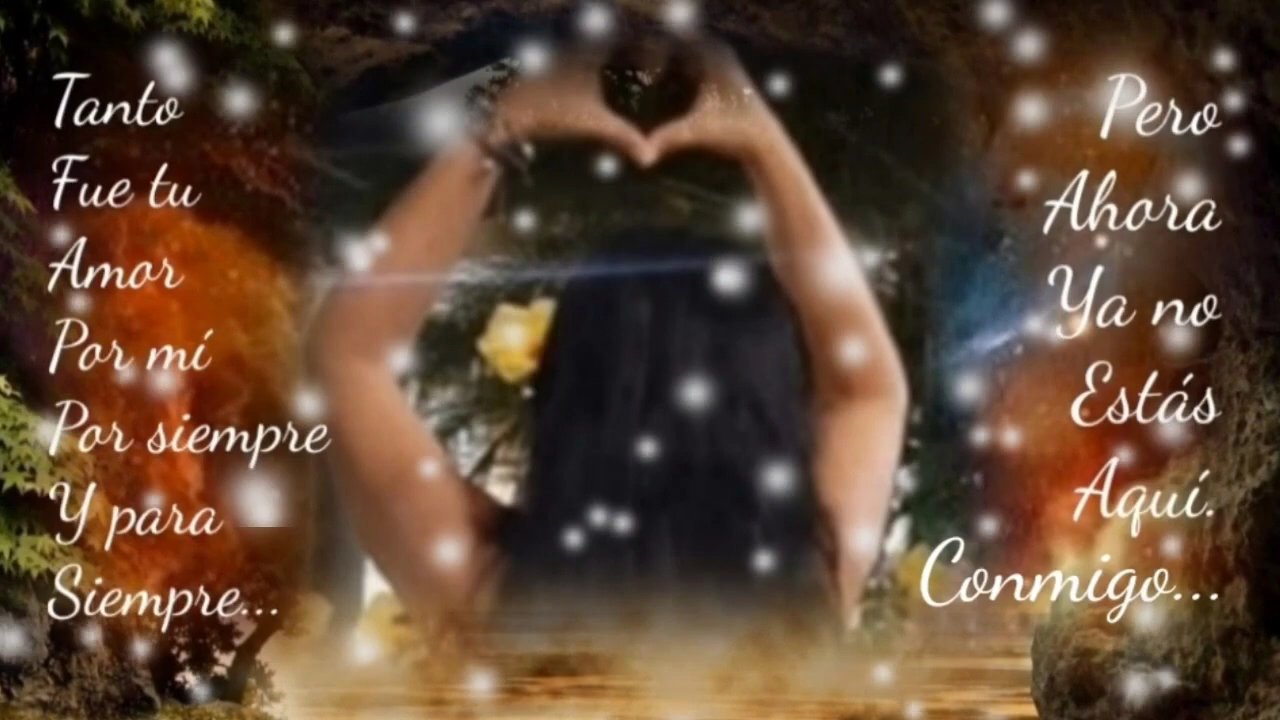 Tanto
Fue tu
Amor
Por mí
Por siempre
Y para
Siempre...
Pero
Ahora
Ya no
Estás
Aquí.
Conmigo...